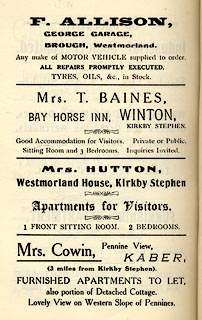 F. ALLISON,
GEORGE GARAGE,
BROUGH, Westmorland.
Any make of MOTOR VEHICLE supplied to order.
ALL REPAIRS PROMPTLY EXECUTED.
TYRES, OILS, &c., in Stock.
Mrs. T. BAINES,
BAY HORSE INN, WINTON,
KIRKBY STEPHEN.
Good Accommodation for Visitors. Private or Public.
Sitting Room and 3 Bedrooms. Inquiries Invited.
Mrs. HUTTON,
Westmorland House, Kirkby Stephen
Apartments for Visitors.
1 FRONT SITTING ROOM. 2 BEDROOMS.
Mrs. Cowin, Pennine View,
KABER,
(3 miles from Kirkby Stephen).
FURNISHED APARTMENTS TO LET,
also portion of Detached Cottage.
Lovely View on Western Slope of Pennines.